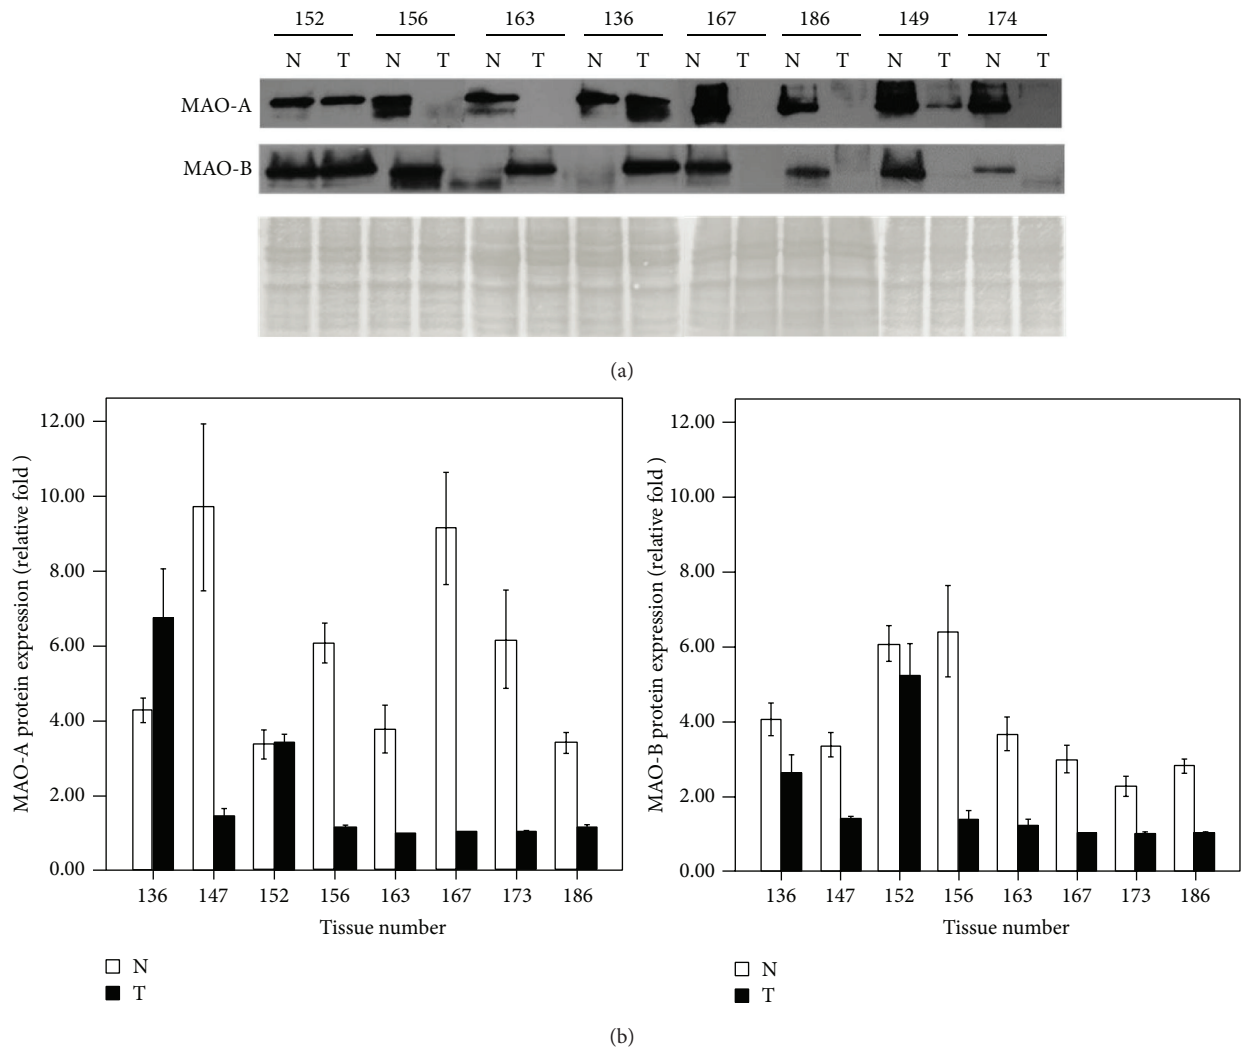 152 156 163 136 167 186 149 174
N T N T N T N T N T N T N T N T
MAO-A
MAO-B
(a)
MAO-A protein expression (relative fold )
12.00
10.00
8.00
6.00
4.00
2.00
0.00
136 147 152 156 163 167 173 186
Tissue number
N
T
MAO-B protein expression (relative fold )
12.00
10.00
8.00
6.00
4.00
2.00
0.00
136 147 152 156 163 167 173 186
Tissue number
N
T
(b)